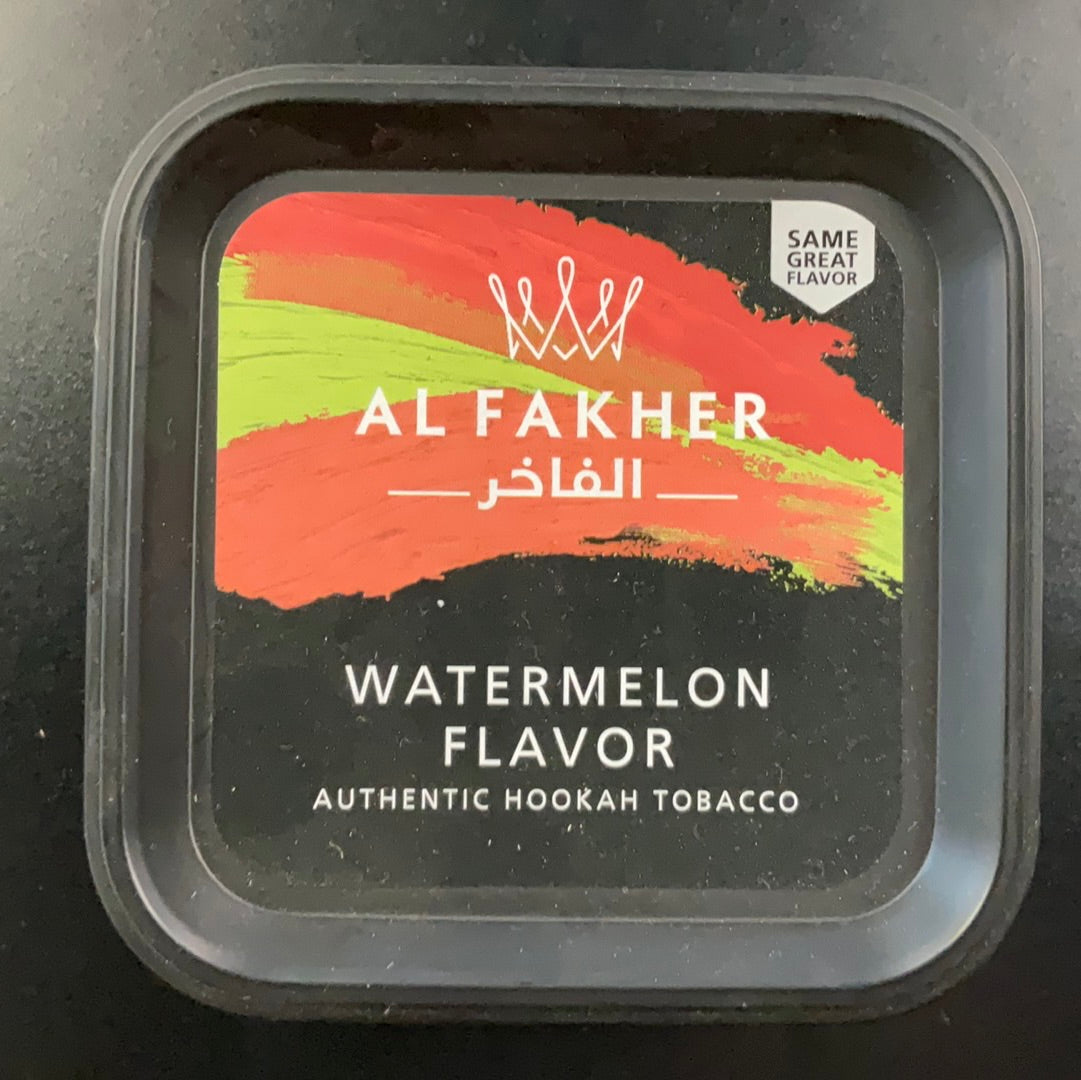 SAME
GREAT
FLAVOR
AL FAKHER
الفاخر
WATERMELON
FLAVOR
AUTHENTIC HOOKAH TOBACCO